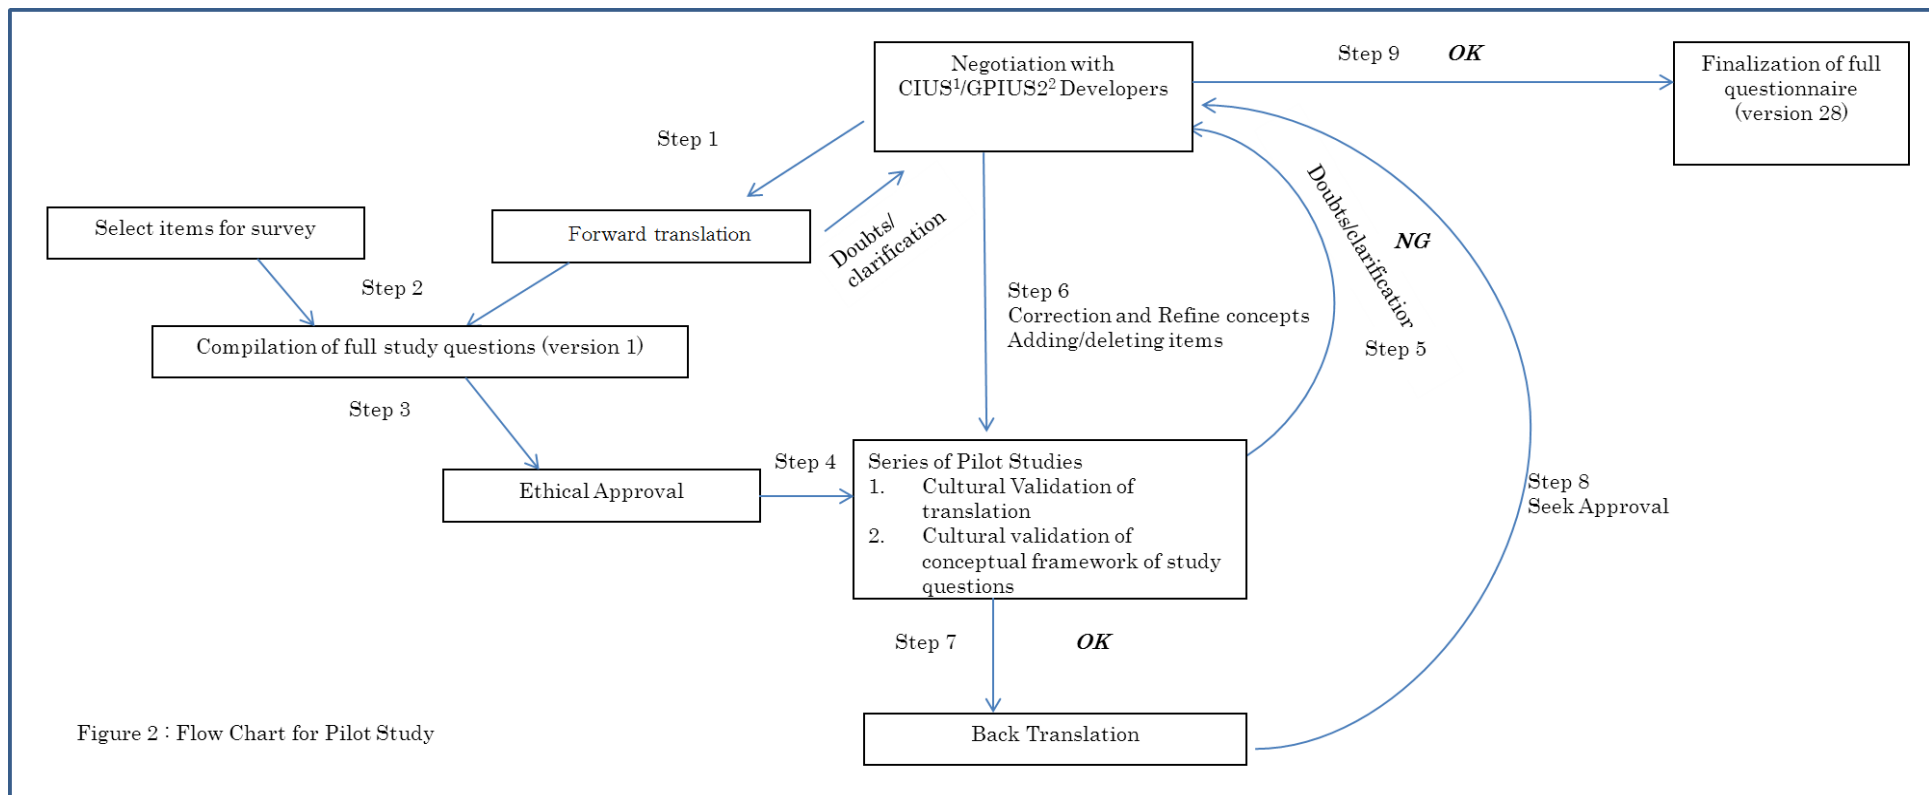 Negotiation with
CIUS¹/GPIUS2² Developers
Step 9
OK
Finalization of full
questionnaire
(version 28)
Step 1
Select items for survey
Forward translation
Doubts/
clarification
Doubts/clarification
NG
Step 2
Step 5
Compilation of full study questions (version 1)
Step 6
Correction and Refine concepts
Adding/deleting items
Step 3
Ethical Approval
Step 4
Series of Pilot Studies
1. Cultural Validation of
translation
2. Cultural validation of
conceptual framework of study
questions
Step 8
Seek Approval
Step 7
OK
Back Translation
Figure 2 : Flow Chart for Pilot Study